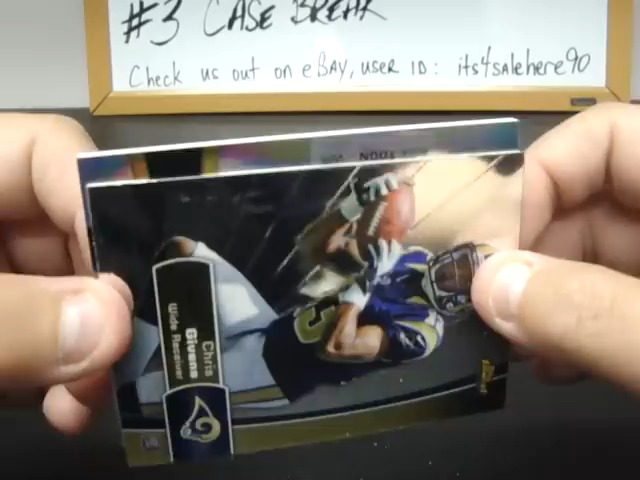 #3 CASE BREAK
Check us out on eBay, user ID: its4salehere90
Chris
Givens
Wide Receiver